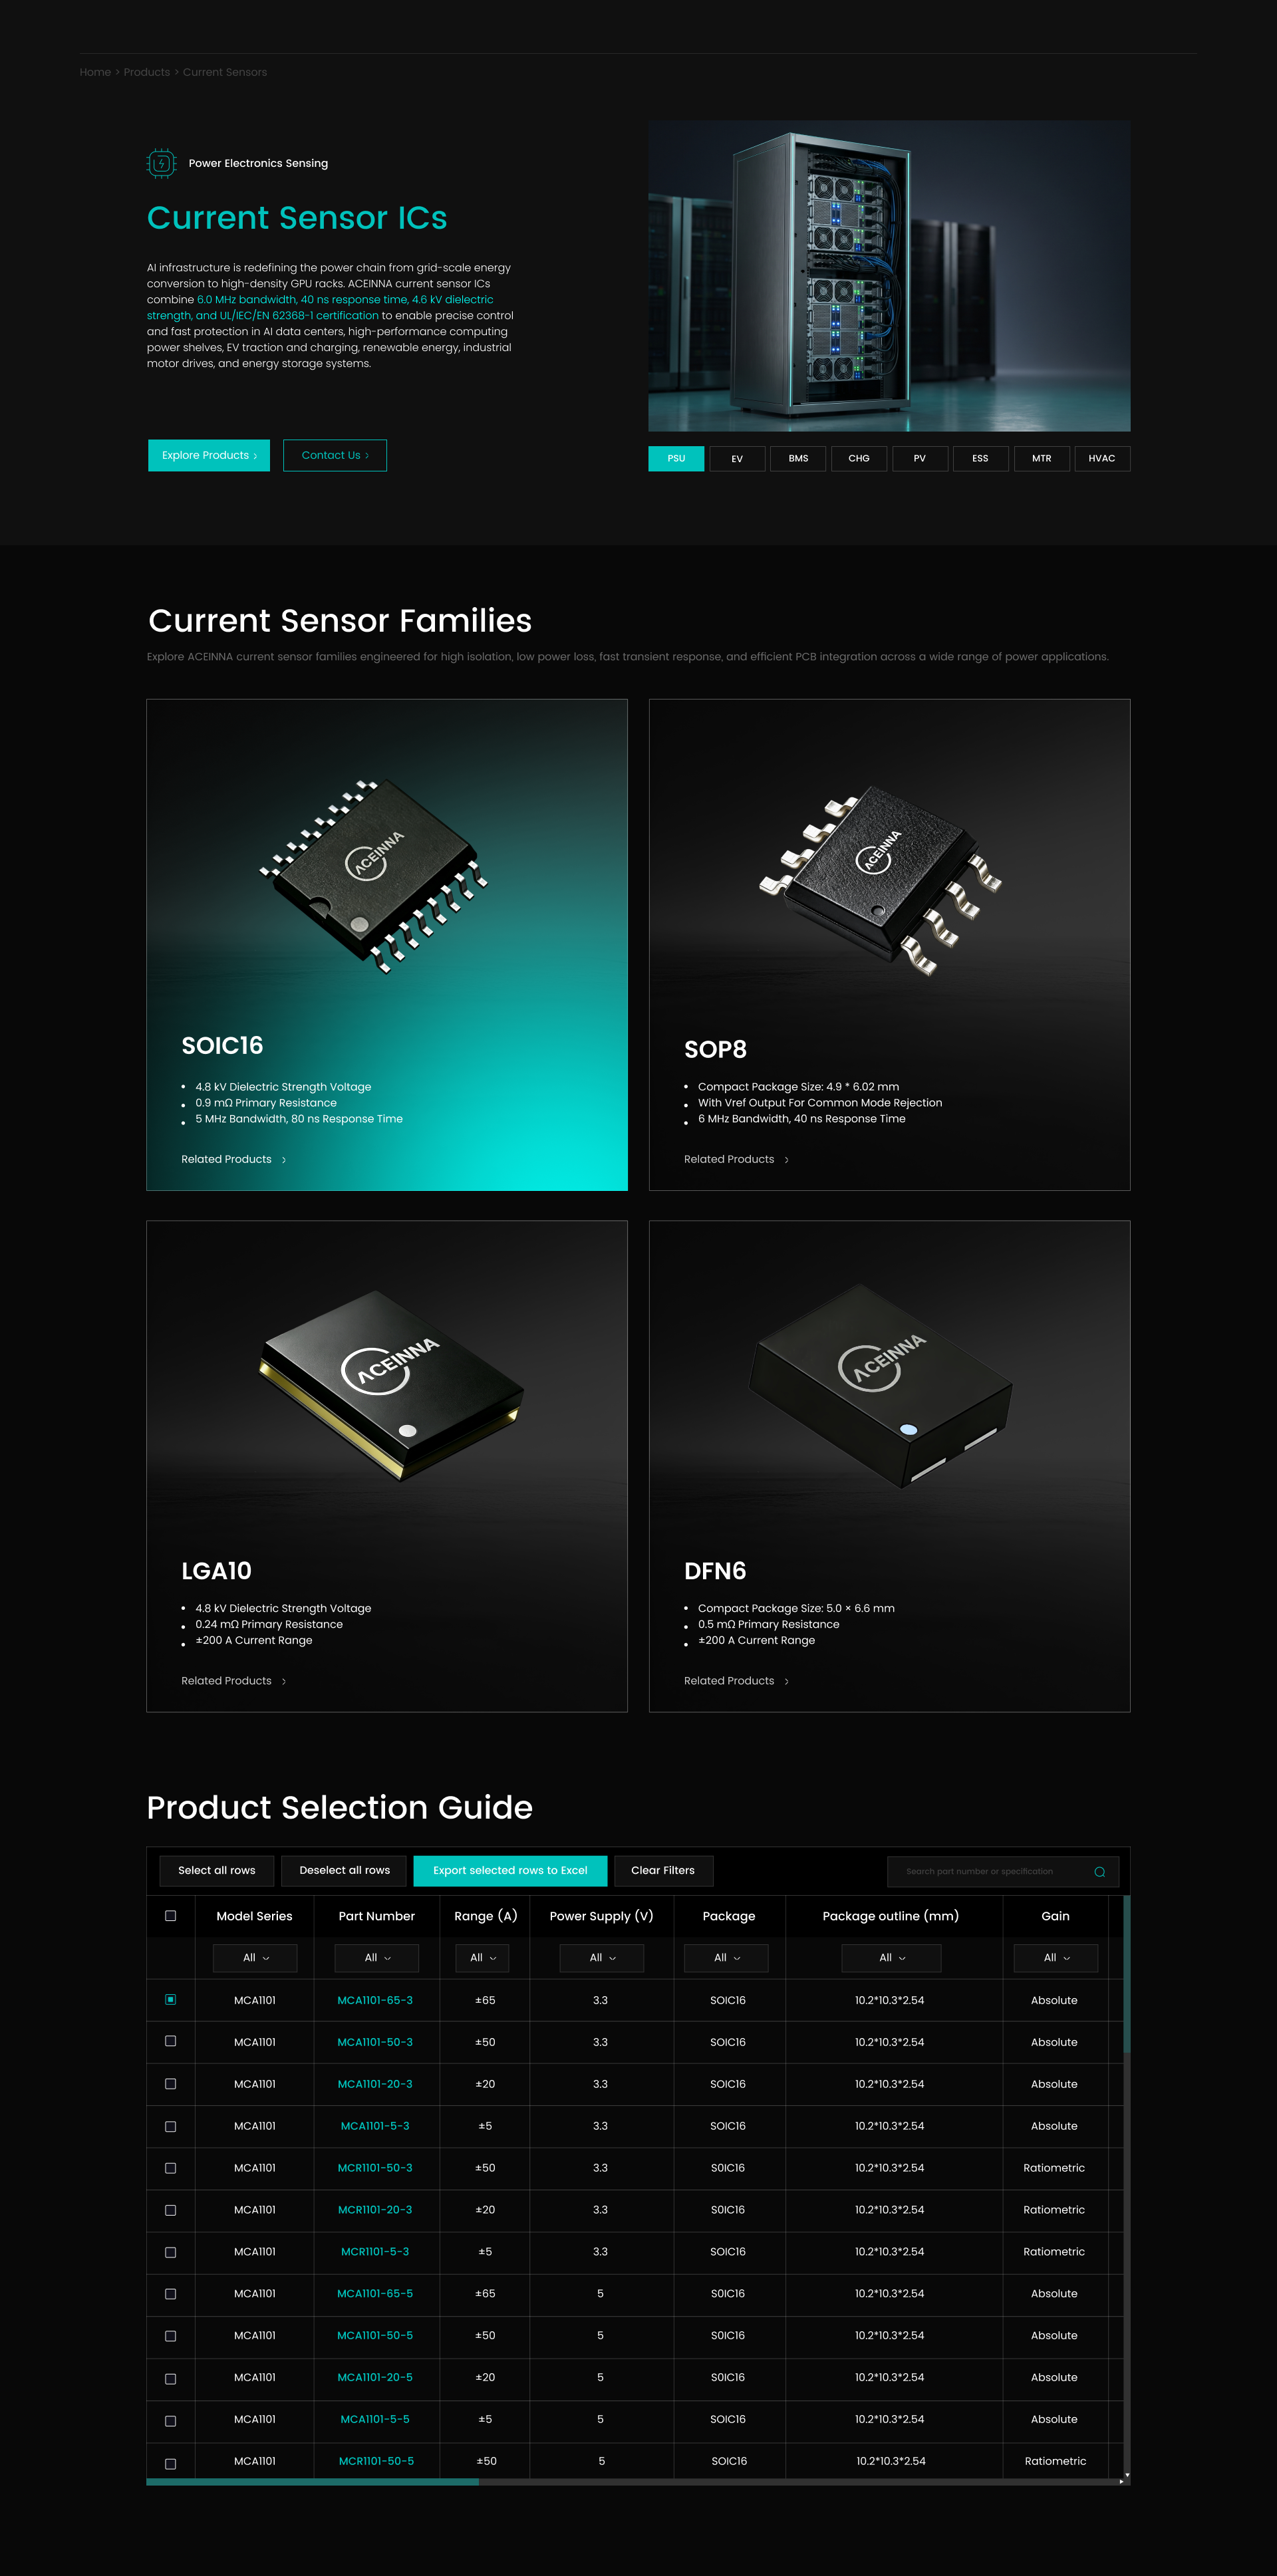 Home > Products > Current Sensors
Power Electronics Sensing
Current Sensor ICs
AI infrastructure is redefining the power chain from grid-scale energy
conversion to high-density GPU racks. ACEINNA current sensor ICs
combine 6.0 MHz bandwidth, 40 ns response time, 4.6 kV dielectric
strength, and UL/IEC/EN 62368-1 certification to enable precise control
and fast protection in AI data centers, high-performance computing
power shelves, EV traction and charging, renewable energy, industrial
motor drives, and energy storage systems.
Explore Products > Contact Us >
PSU EV BMS CHG PV ESS MTR HVAC
Current Sensor Families
Explore ACEINNA current sensor families engineered for high isolation, low power loss, fast transient response, and efficient PCB integration across a wide range of power applications.
ACEINNA
SOIC16
• 4.8 kV Dielectric Strength Voltage
• 0.9 mΩ Primary Resistance
• 5 MHz Bandwidth, 80 ns Response Time
Related Products >
ACEINNA
SOP8
• Compact Package Size: 4.9 * 6.02 mm
• With Vref Output For Common Mode Rejection
• 6 MHz Bandwidth, 40 ns Response Time
Related Products >
ACEINNA
LGA10
• 4.8 kV Dielectric Strength Voltage
• 0.24 mΩ Primary Resistance
• ±200 A Current Range
Related Products >
ACEINNA
DFN6
• Compact Package Size: 5.0 × 6.6 mm
• 0.5 mΩ Primary Resistance
• ±200 A Current Range
Related Products >
Product Selection Guide
Select all rows Deselect all rows Export selected rows to Excel Clear Filters Search part number or specification
Model Series Part Number Range (A) Power Supply (V) Package Package outline (mm) Gain
All All All All All All All
MCA1101 MCA1101-65-3 ±65 3.3 SOIC16 10.2*10.3*2.54 Absolute
MCA1101 MCA1101-50-3 ±50 3.3 SOIC16 10.2*10.3*2.54 Absolute
MCA1101 MCA1101-20-3 ±20 3.3 SOIC16 10.2*10.3*2.54 Absolute
MCA1101 MCA1101-5-3 ±5 3.3 SOIC16 10.2*10.3*2.54 Absolute
MCA1101 MCR1101-50-3 ±50 3.3 S0IC16 10.2*10.3*2.54 Ratiometric
MCA1101 MCR1101-20-3 ±20 3.3 S0IC16 10.2*10.3*2.54 Ratiometric
MCA1101 MCR1101-5-3 ±5 3.3 SOIC16 10.2*10.3*2.54 Ratiometric
MCA1101 MCA1101-65-5 ±65 5 S0IC16 10.2*10.3*2.54 Absolute
MCA1101 MCA1101-50-5 ±50 5 S0IC16 10.2*10.3*2.54 Absolute
MCA1101 MCA1101-20-5 ±20 5 S0IC16 10.2*10.3*2.54 Absolute
MCA1101 MCA1101-5-5 ±5 5 SOIC16 10.2*10.3*2.54 Absolute
MCA1101 MCR1101-50-5 ±50 5 SOIC16 10.2*10.3*2.54 Ratiometric